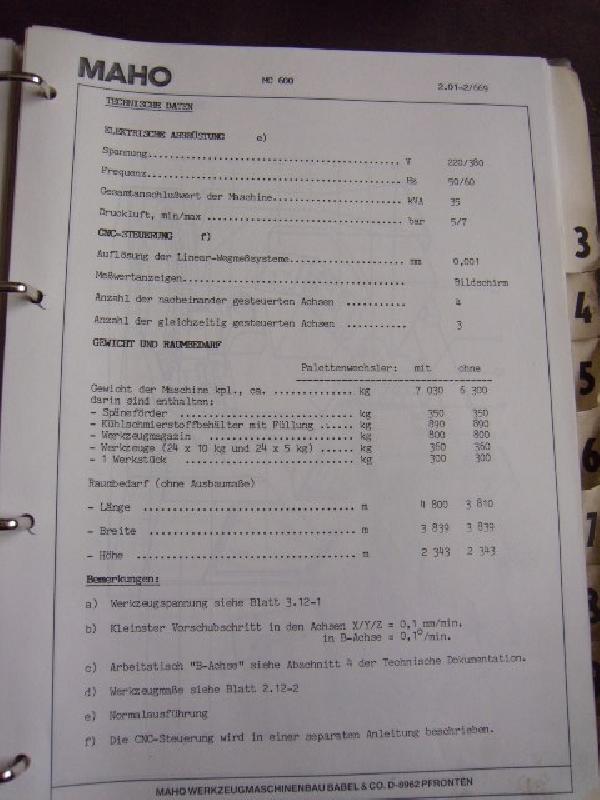 MAHO
MC 600
2.01-2/669
TECHNISCHE DATEN
ELEKTRISCHE AUSRÜSTUNG e)
Spannung........................................ V 220/380
Frequenz........................................ Hz 50/60
Gesamtanschlußwert der Maschine..................... KVA 35
Druckluft, min/max ................................ bar 5/7
CNC-STEUERUNG f)
Auflösung der Linear-Wegmeßsysteme................... mm 0,001
Meßwertanzeigen..................................... Bildschirm
Anzahl der nacheinander gesteuerten Achsen ........... 4
Anzahl der gleichzeitig gesteuerten Achsen ........... 3
GEWICHT UND RAUMBEDARF
Palettenwechsler: mit ohne
Gewicht der Maschine kpl., ca. ............... kg 7 030 6 300
darin sind enthalten:
- Späneförder ............................ kg 350 350
- Kühlschmierstoffbehälter mit Füllung ...... kg 890 890
- Werkzeugmagazin ....................... kg 800 800
- Werkzeuge (24 x 10 kg und 24 x 5 kg) ...... kg 360 360
- 1 Werkstück ........................... kg 300 300
Raumbedarf (ohne Ausbaumaße)
- Länge .................................. m 4 800 3 810
- Breite ................................. m 3 839 3 839
- Höhe ................................... m 2 343 2 343
Bemerkungen:
a) Werkzeugspannung siehe Blatt 3.12-1
b) Kleinster Vorschubschritt in den Achsen X/Y/Z = 0,1 mm/min.
in B-Achse = 0,1°/min.
c) Arbeitstisch "B-Achse" siehe Abschnitt 4 der Technische Dokumentation.
d) Werkzeugmaße siehe Blatt 2.12-2
e) Normalausführung
f) Die CNC-Steuerung wird in einer separaten Anleitung beschrieben.
MAHO WERKZEUGMASCHINENBAU BABEL & CO. D-8962 PFRONTEN
3
4
5
6
7